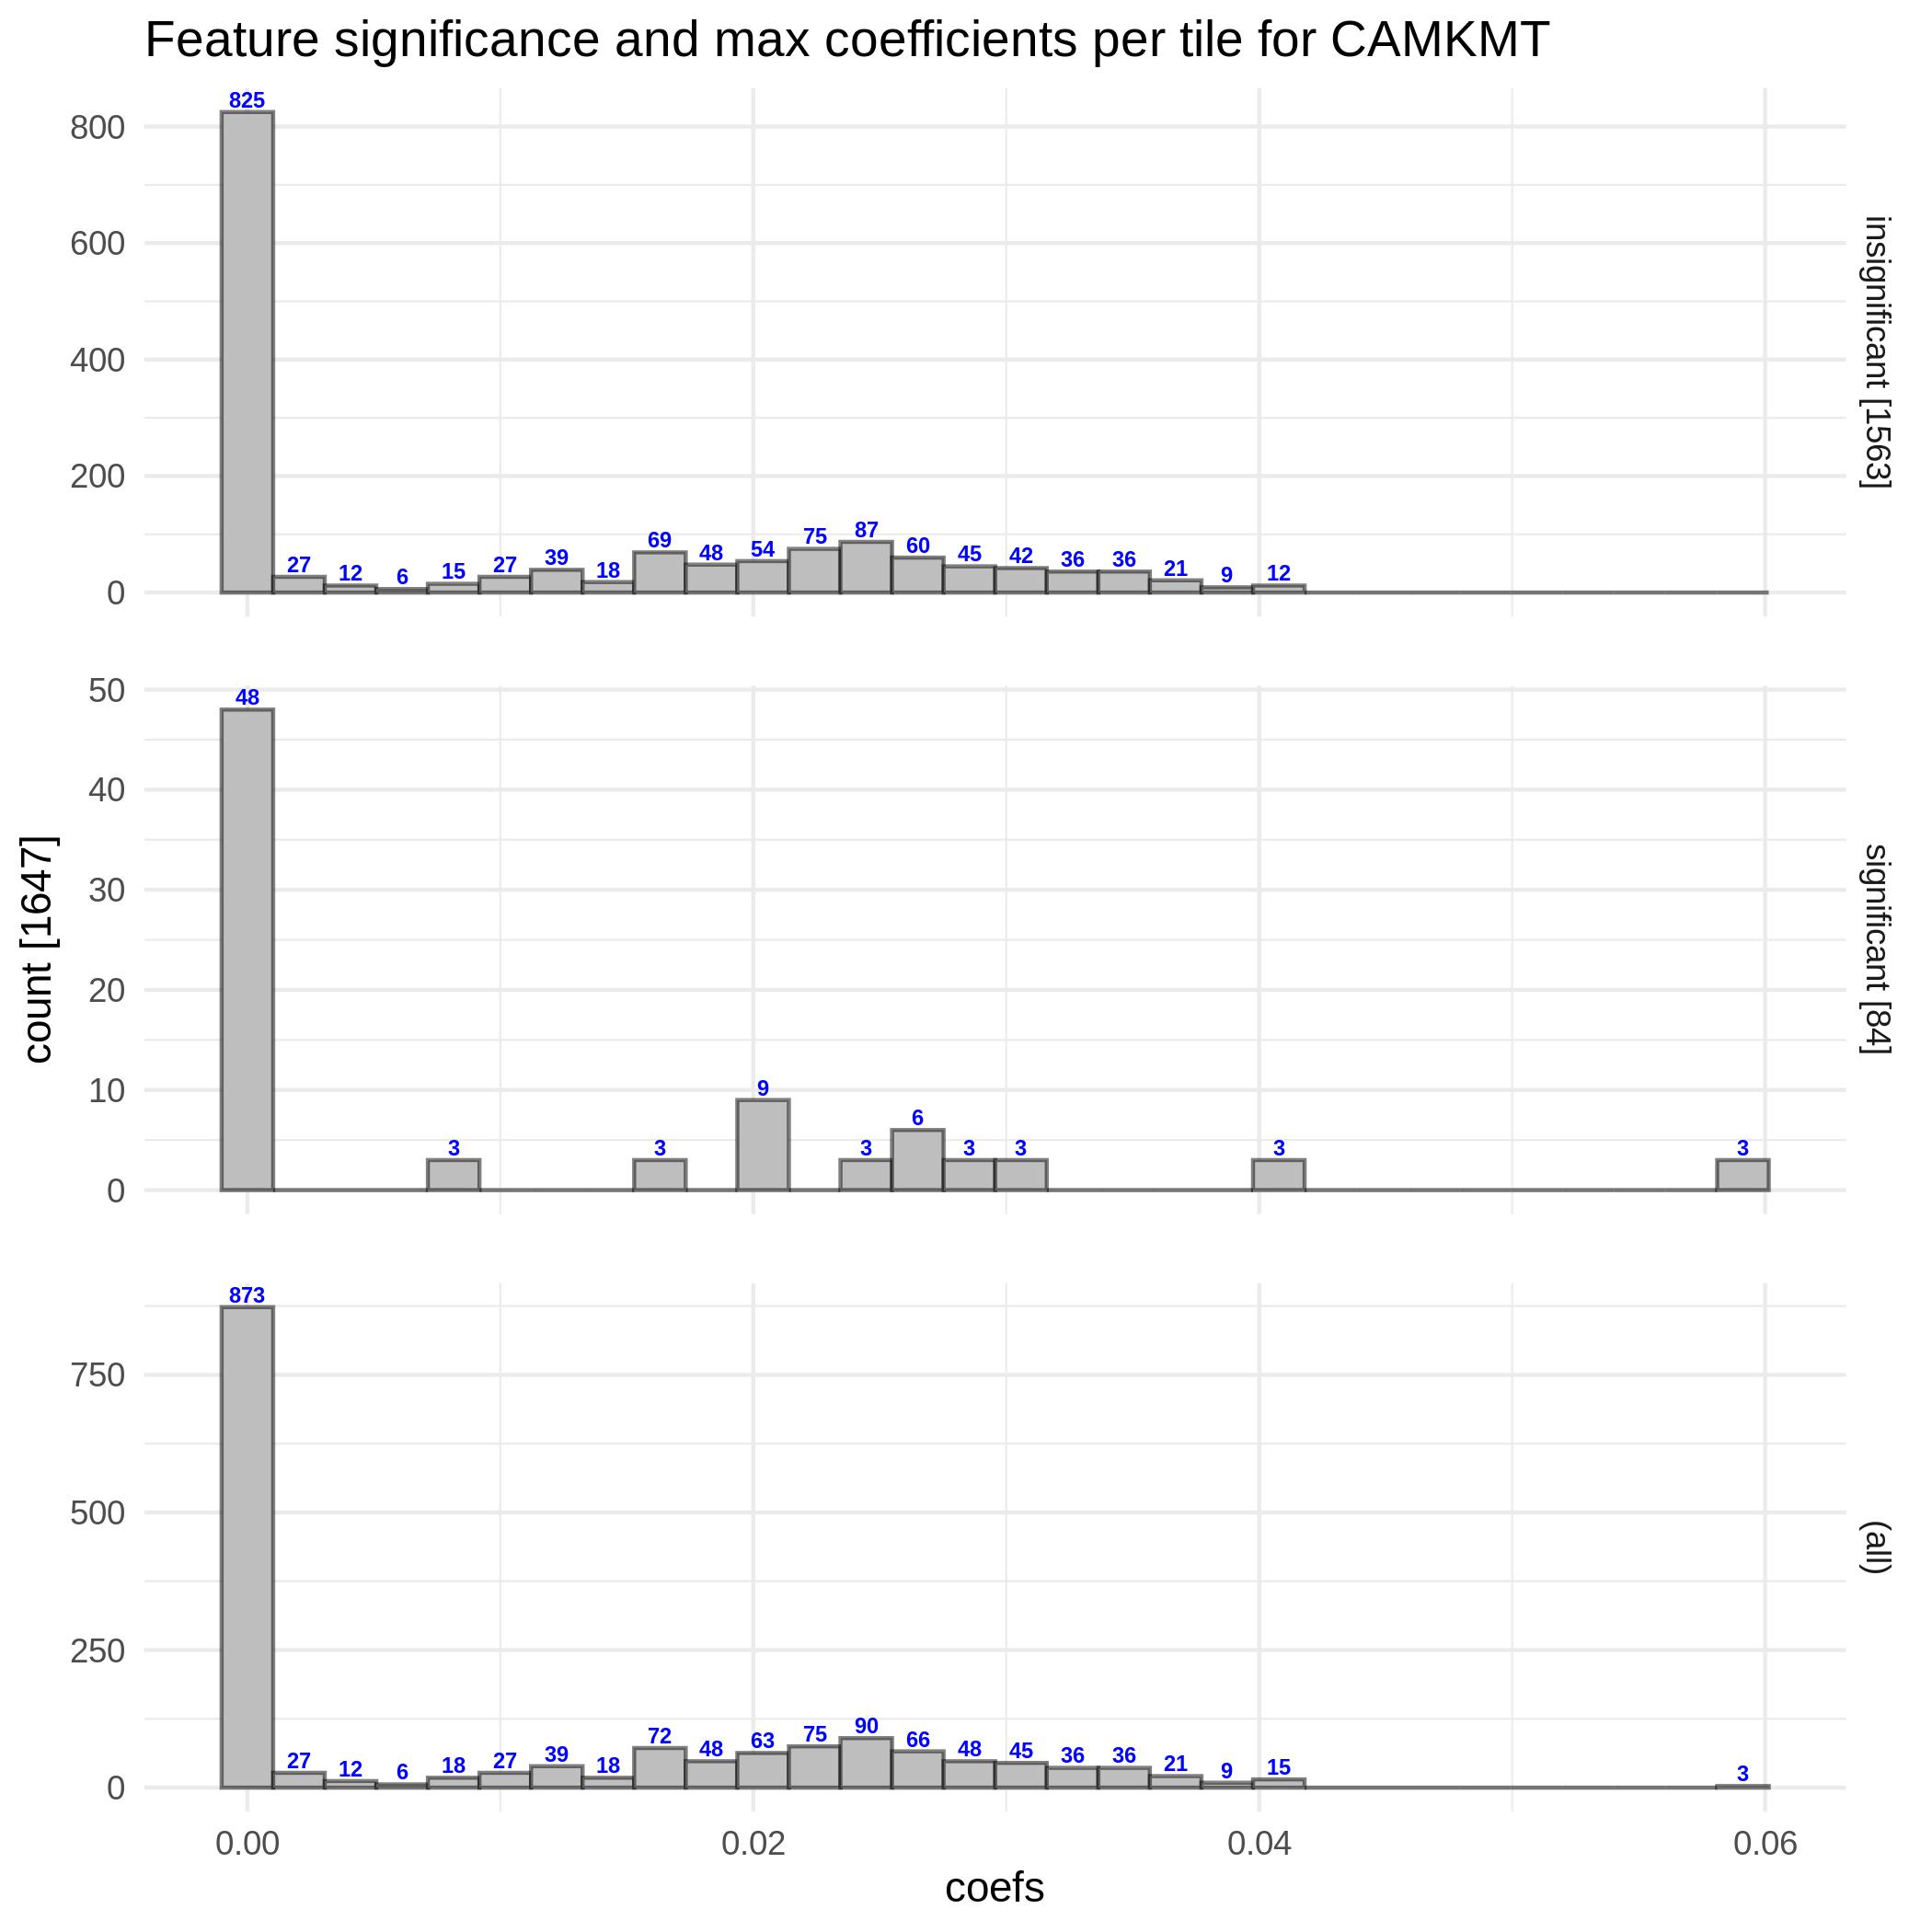 Feature significance and max coefficients per tile for CAMKMT
825
800
600
400
200
0
27 12 6 15 27 39 18 69 48 54 75 87 60 45 42 36 36 21 9 12
insignificant [1563]
48
50
40
30
20
10
0
3 3 9 3 6 3 3 3 3
significant [84]
count [1647]
873
750
500
250
0
27 12 6 18 27 39 18 72 48 63 75 90 66 48 45 36 36 21 9 15 3
(all)
0.00 0.02 0.04 0.06
coefs